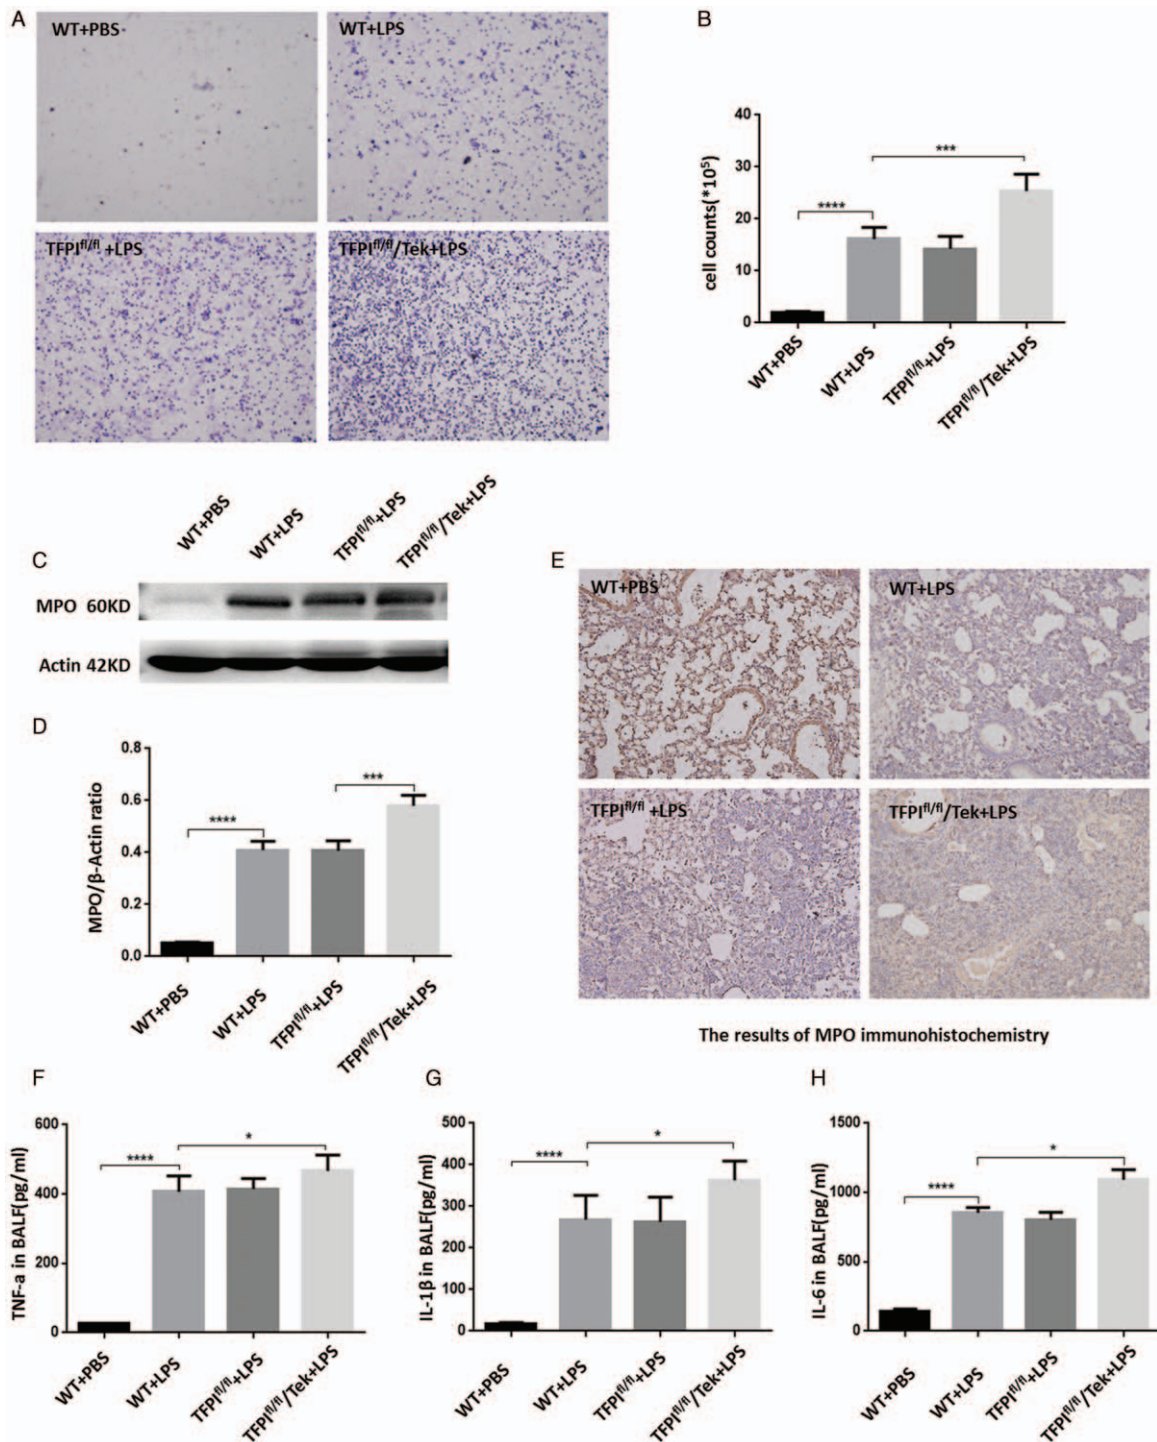 A
WT+PBS
WT+LPS
TFPIfl/fl +LPS
TFPIfl/fl/Tek+LPS
B
cell counts(*10⁵)
40
30
20
10
0
****
***
WT+PBS
WT+LPS
TFPIfl/fl+LPS
TFPIfl/fl/Tek+LPS
WT+PBS
WT+LPS
TFPIfl/fl+LPS
TFPIfl/fl/Tek+LPS
C
MPO 60KD
Actin 42KD
D
MPO/β-Actin ratio
0.8
0.6
0.4
0.2
0.0
****
***
WT+PBS
WT+LPS
TFPIfl/fl+LPS
TFPIfl/fl/Tek+LPS
E
WT+PBS
WT+LPS
TFPIfl/fl +LPS
TFPIfl/fl/Tek+LPS
The results of MPO immunohistochemistry
F
TNF-a in BALF(pg/ml)
600
400
200
0
****
*
WT+PBS
WT+LPS
TFPIfl/fl+LPS
TFPIfl/fl/Tek+LPS
G
IL-1β in BALF(pg/ml)
500
400
300
200
100
0
****
*
WT+PBS
WT+LPS
TFPIfl/fl+LPS
TFPIfl/fl/Tek+LPS
H
IL-6 in BALF(pg/ml)
1500
1000
500
0
****
*
WT+PBS
WT+LPS
TFPIfl/fl+LPS
TFPIfl/fl/Tek+LPS